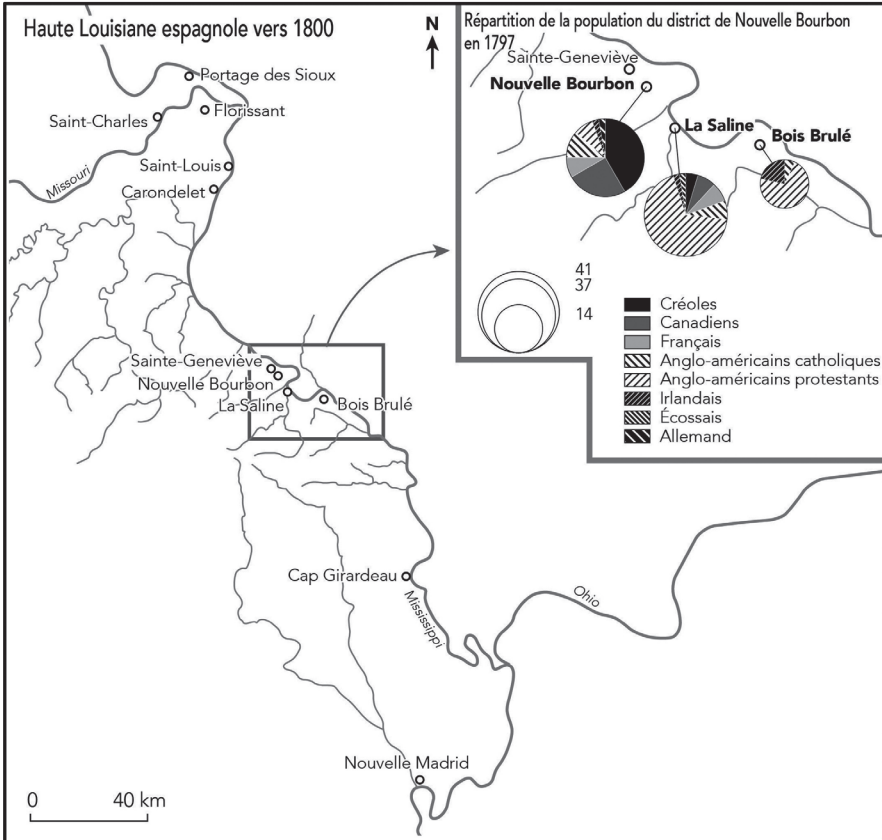 Haute Louisiane espagnole vers 1800
N
Portage des Sioux
Florissant
Saint-Charles
Missouri
Saint-Louis
Carondelet
Sainte-Geneviève
Nouvelle Bourbon
La Saline
Bois Brulé
Cap Girardeau
Mississippi
Ohio
Nouvelle Madrid
0 40 km
Répartition de la population du district de Nouvelle Bourbon
en 1797
Sainte-Geneviève
Nouvelle Bourbon
La Saline
Bois Brulé
41
37
14
Créoles
Canadiens
Français
Anglo-américains catholiques
Anglo-américains protestants
Irlandais
Écossais
Allemand